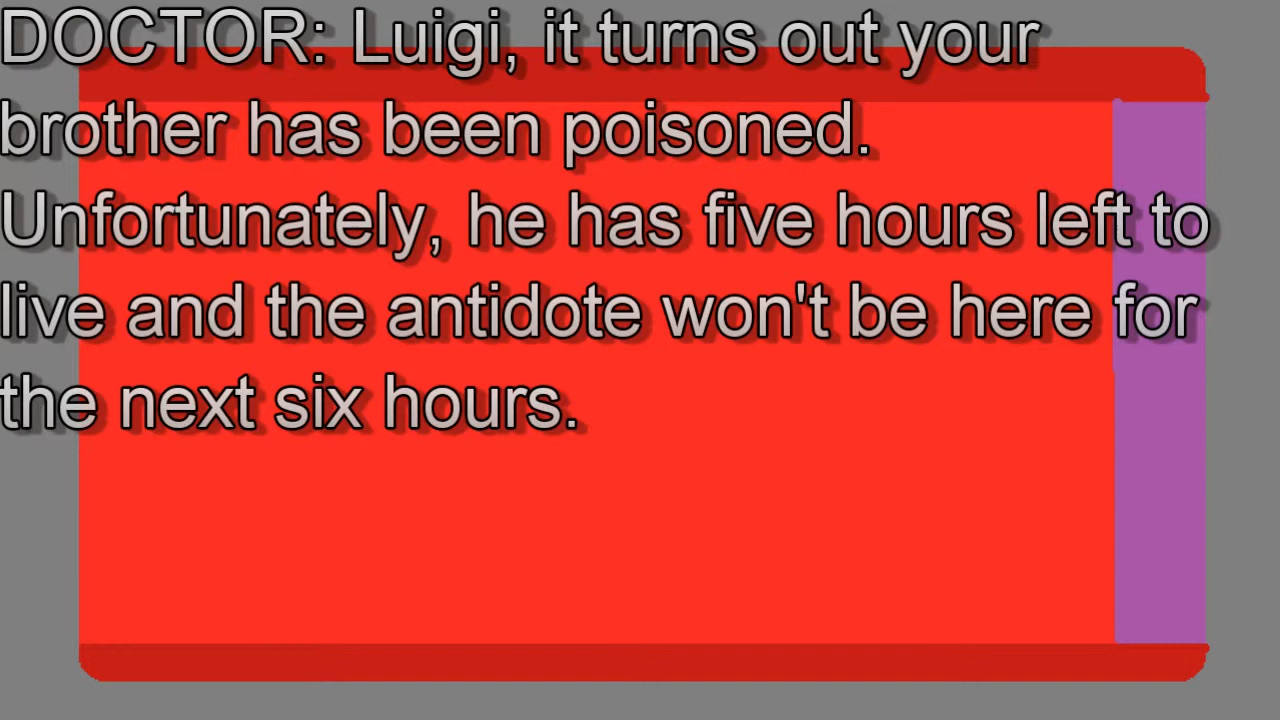 DOCTOR: Luigi, it turns out your
brother has been poisoned.
Unfortunately, he has five hours left to
live and the antidote won't be here for
the next six hours.